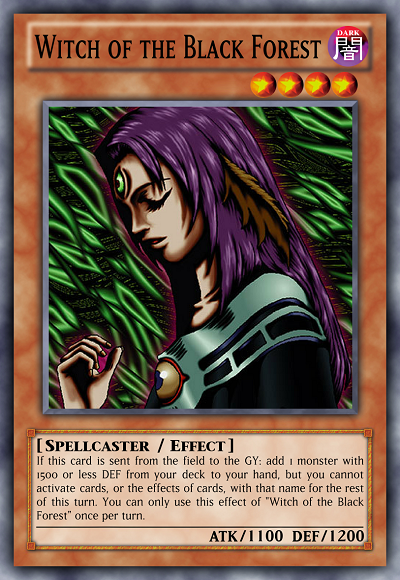 WITCH OF THE BLACK FOREST
DARK
闇
[ SPELLCASTER / EFFECT ]
If this card is sent from the field to the GY: add 1 monster with
1500 or less DEF from your deck to your hand, but you cannot
activate cards, or the effects of cards, with that name for the rest
of this turn. You can only use this effect of "Witch of the Black
Forest" once per turn.
ATK/1100 DEF/1200